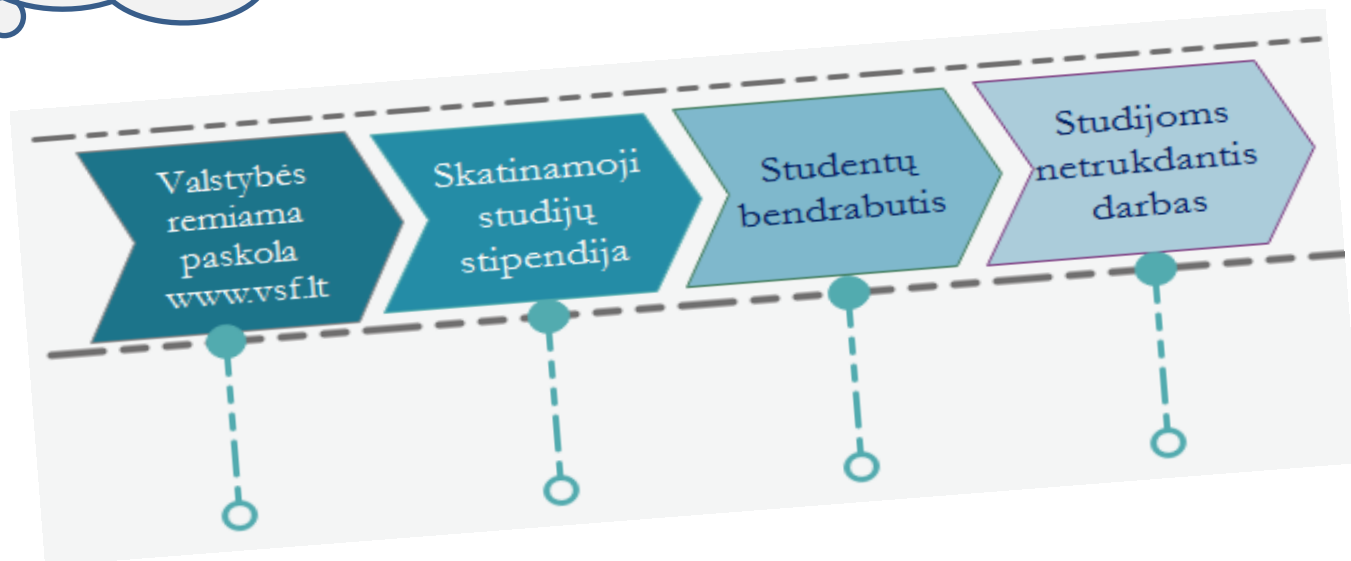 Valstybės
remiama
paskola
www.vsf.lt
Skatinamoji
studijų
stipendija
Studentų
bendrabutis
Studijoms
netrukdantis
darbas